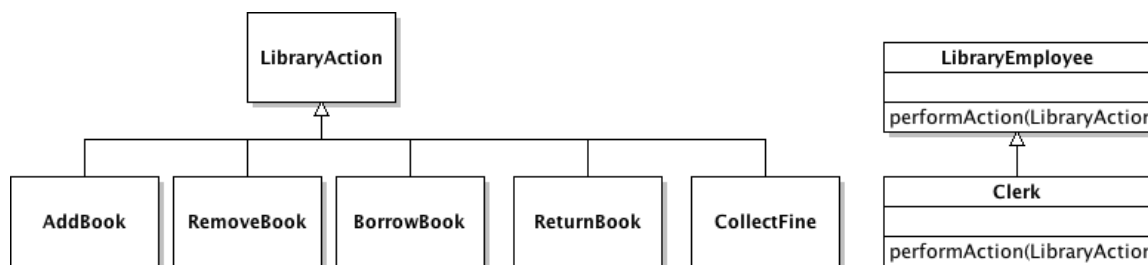 LibraryAction
LibraryEmployee
performAction(LibraryAction
AddBook
RemoveBook
BorrowBook
ReturnBook
CollectFine
Clerk
performAction(LibraryAction